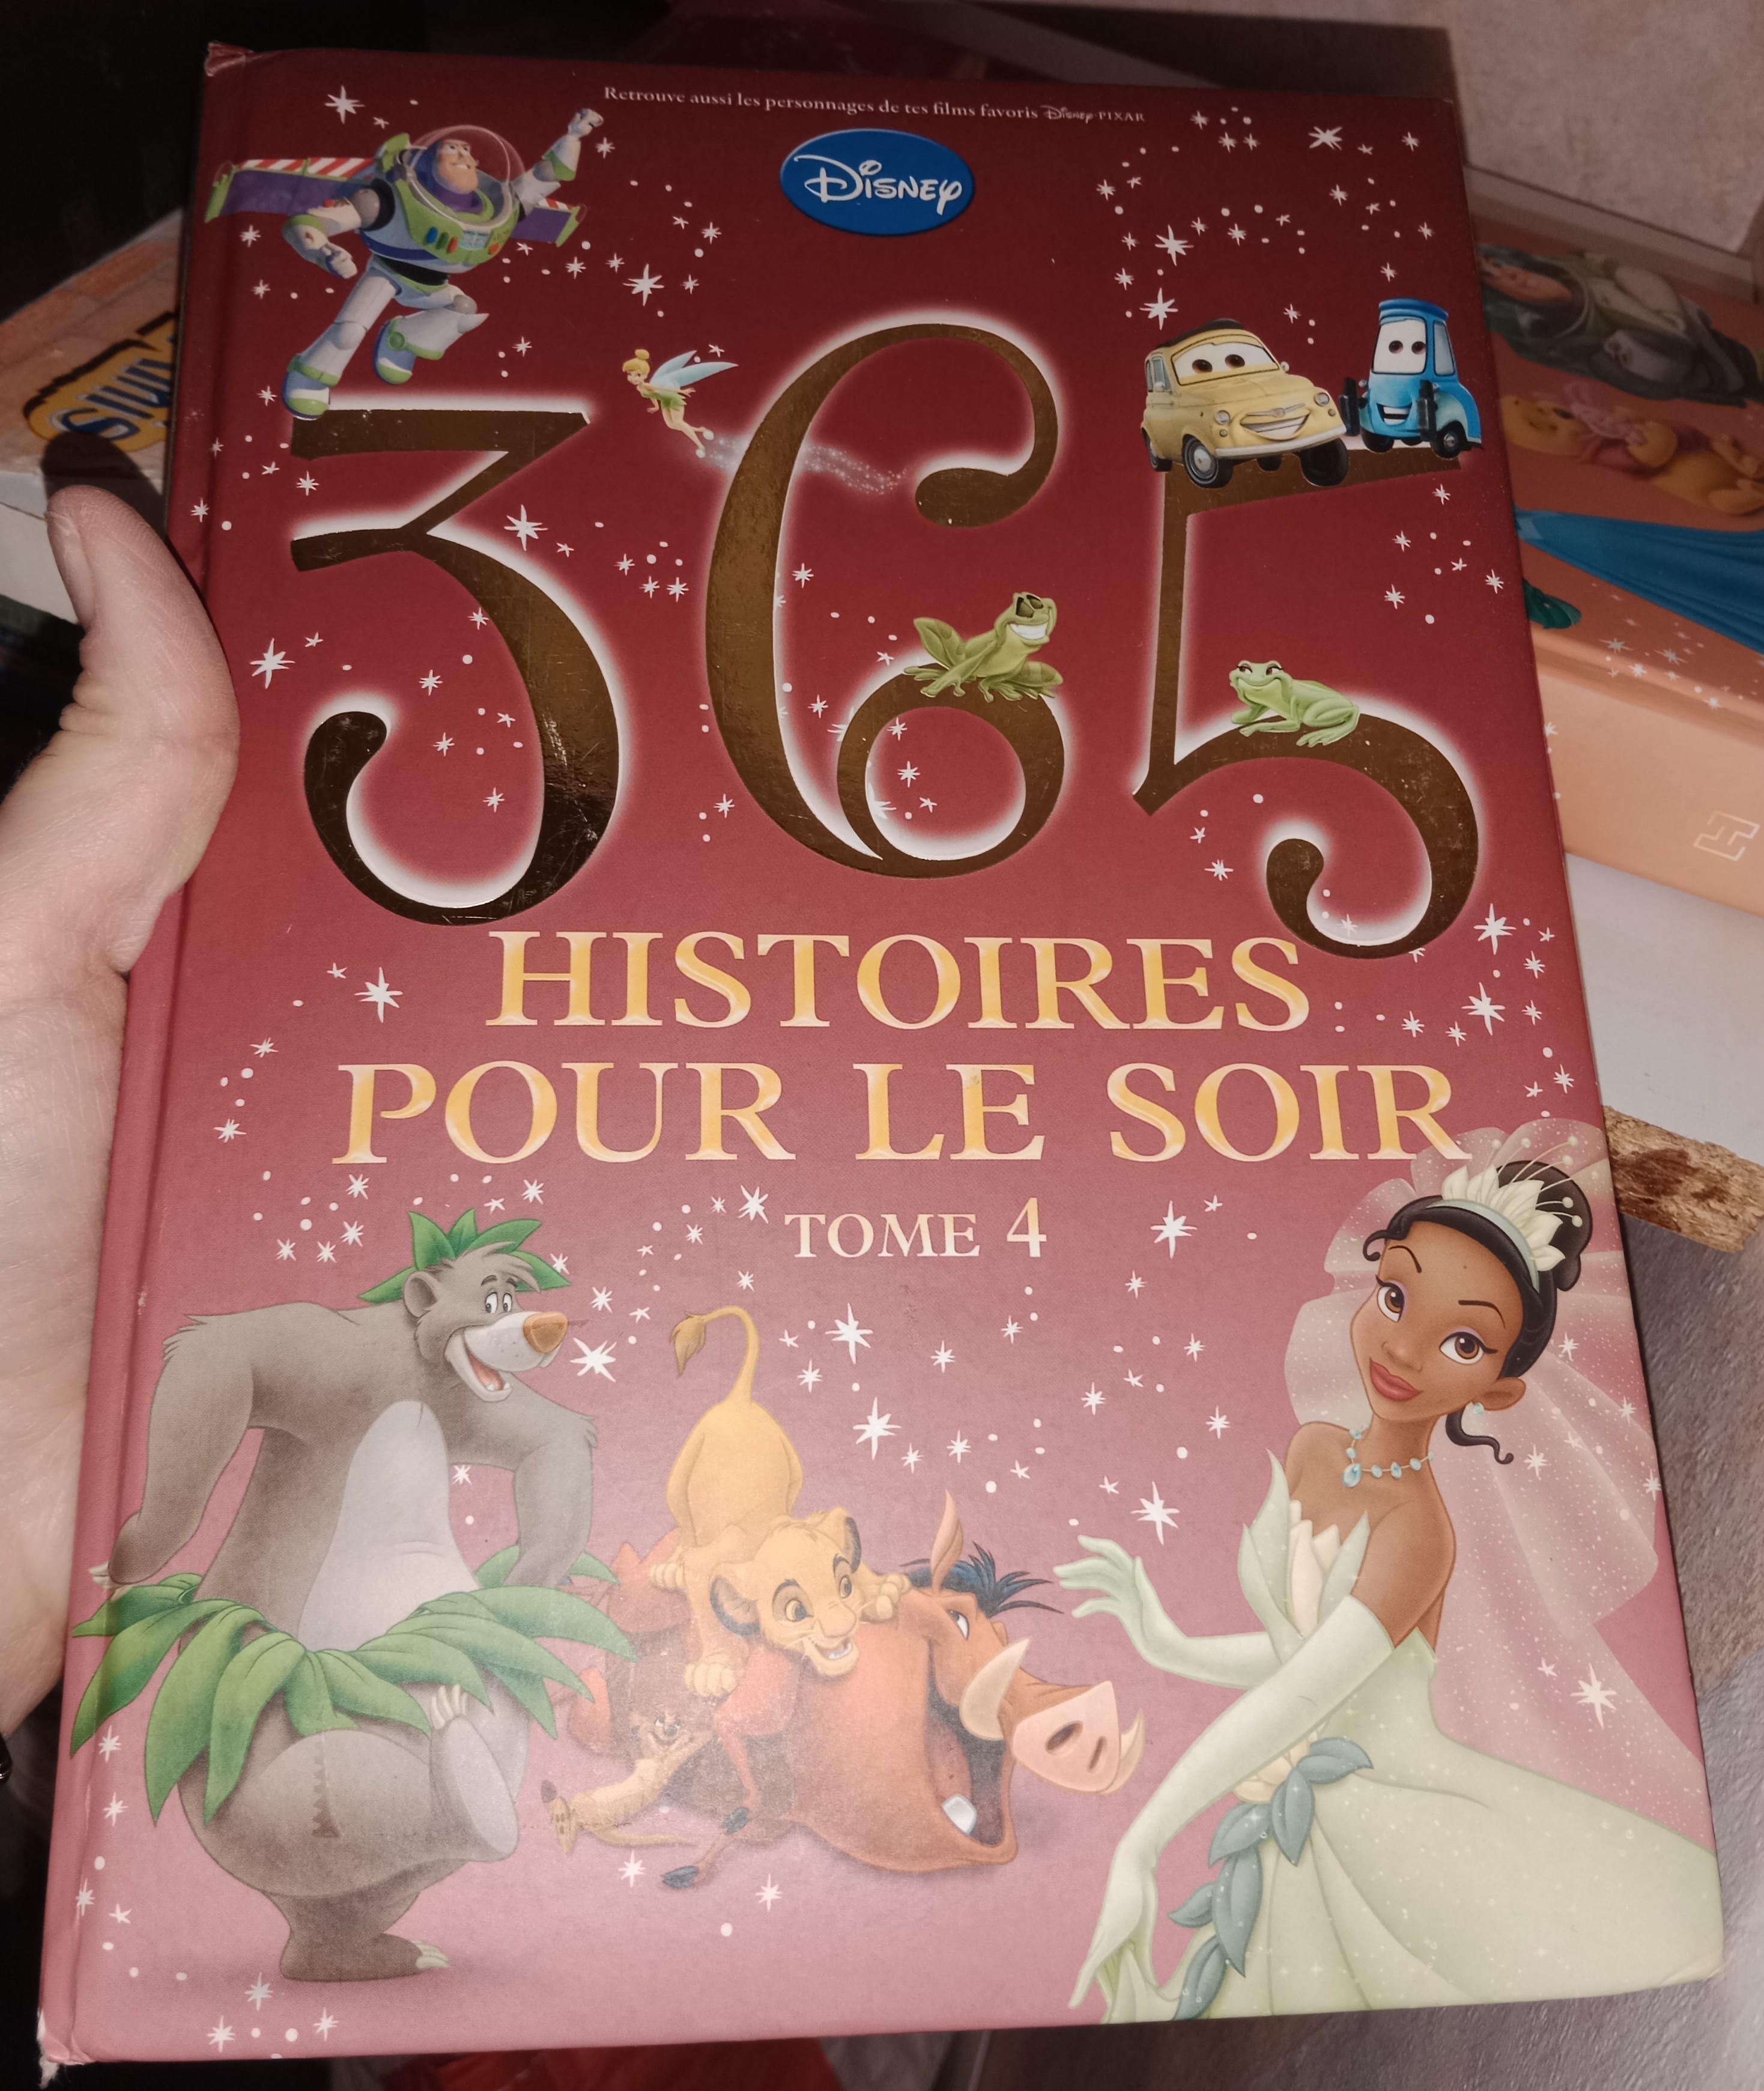 Retrouve aussi les personnages de tes films favoris Disney·PIXAR
Disney
365
HISTOIRES
POUR LE SOIR
TOME 4